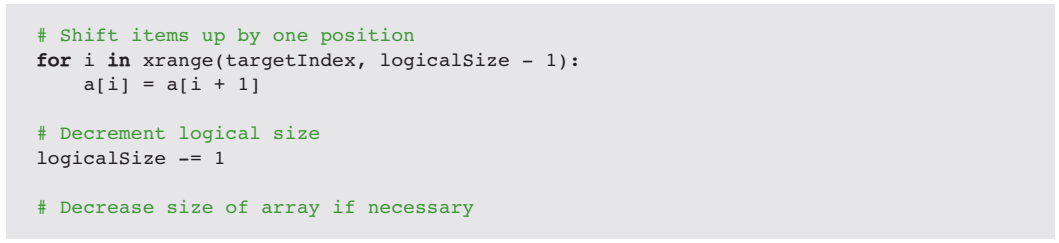 # Shift items up by one position
for i in xrange(targetIndex, logicalSize - 1):
    a[i] = a[i + 1]
# Decrement logical size
logicalSize -= 1
# Decrease size of array if necessary